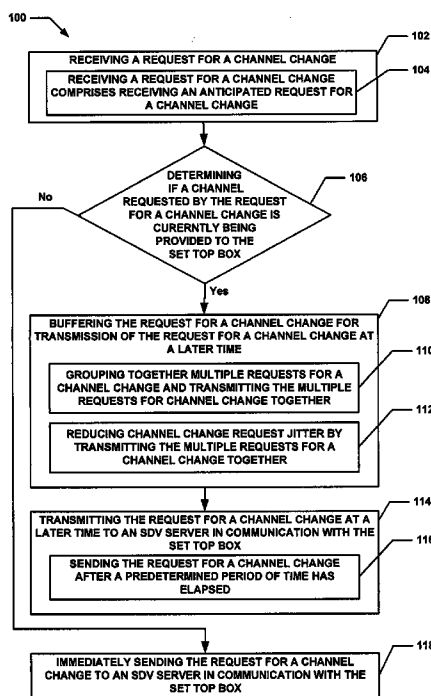 100
102
RECEIVING A REQUEST FOR A CHANNEL CHANGE
104
RECEIVING A REQUEST FOR A CHANNEL CHANGE
COMPRISES RECEIVING AN ANTICIPATED REQUEST FOR
A CHANNEL CHANGE
106
DETERMINING
IF A CHANNEL
REQUESTED BY THE REQUEST
FOR A CHANNEL CHANGE IS
CURERNTLY BEING
PROVIDED TO THE
SET TOP BOX
No
Yes
108
BUFFERING THE REQUEST FOR A CHANNEL CHANGE FOR
TRANSMISSION OF THE REQUEST FOR A CHANNEL CHANGE AT
A LATER TIME
110
GROUPING TOGETHER MULTIPLE REQUESTS FOR A
CHANNEL CHANGE AND TRANSMITTING THE MULTIPLE
REQUESTS FOR CHANNEL CHANGE TOGETHER
112
REDUCING CHANNEL CHANGE REQUEST JITTER BY
TRANSMITTING THE MULTIPLE REQUESTS FOR A
CHANNEL CHANGE TOGETHER
114
TRANSMITTING THE REQUEST FOR A CHANNEL CHANGE AT A
LATER TIME TO AN SDV SERVER IN COMMUNICATION WITH THE
SET TOP BOX
116
SENDING THE REQUEST FOR A CHANNEL CHANGE
AFTER A PREDETERMINED PERIOD OF TIME HAS
ELAPSED
118
IMMEDIATELY SENDING THE REQUEST FOR A CHANNEL
CHANGE TO AN SDV SERVER IN COMMUNICATION WITH THE
SET TOP BOX